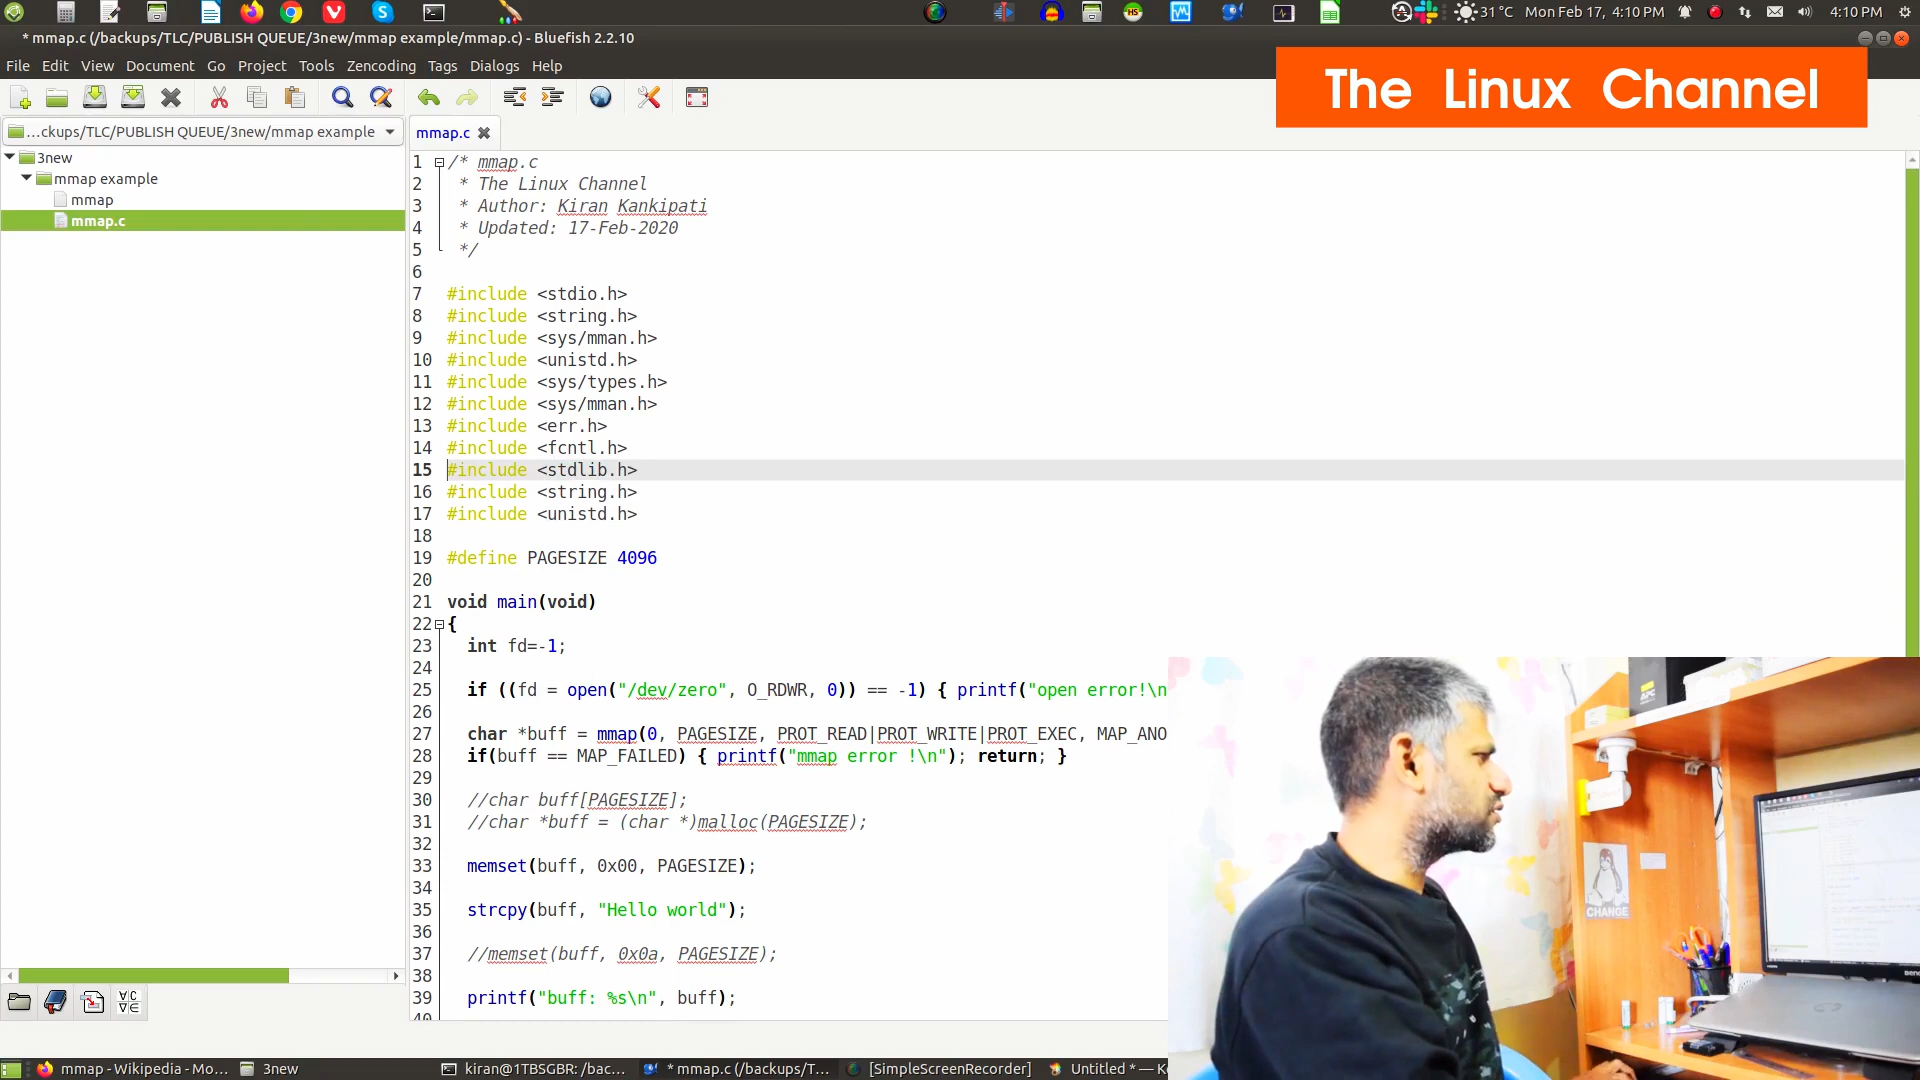 31 °C Mon Feb 17, 4:10 PM 4:10 PM
* mmap.c (/backups/TLC/PUBLISH QUEUE/3new/mmap example/mmap.c) - Bluefish 2.2.10
File Edit View Document Go Project Tools Zencoding Tags Dialogs Help
The Linux Channel
...ckups/TLC/PUBLISH QUEUE/3new/mmap example
mmap.c
3new
mmap example
mmap
mmap.c
1 /* mmap.c
2 * The Linux Channel
3 * Author: Kiran Kankipati
4 * Updated: 17-Feb-2020
5 */
6
7 #include <stdio.h>
8 #include <string.h>
9 #include <sys/mman.h>
10 #include <unistd.h>
11 #include <sys/types.h>
12 #include <sys/mman.h>
13 #include <err.h>
14 #include <fcntl.h>
15 #include <stdlib.h>
16 #include <string.h>
17 #include <unistd.h>
18
19 #define PAGESIZE 4096
20
21 void main(void)
22 {
23 int fd=-1;
24
25 if ((fd = open("/dev/zero", O_RDWR, 0)) == -1) { printf("open error!\n
26
27 char *buff = mmap(0, PAGESIZE, PROT_READ|PROT_WRITE|PROT_EXEC, MAP_ANO
28 if(buff == MAP_FAILED) { printf("mmap error !\n"); return; }
29
30 //char buff[PAGESIZE];
31 //char *buff = (char *)malloc(PAGESIZE);
32
33 memset(buff, 0x00, PAGESIZE);
34
35 strcpy(buff, "Hello world");
36
37 //memset(buff, 0x0a, PAGESIZE);
38
39 printf("buff: %s\n", buff);
40
APC
CHANGE
mmap - Wikipedia - Mo... 3new kiran@1TBSGBR: /bac... * mmap.c (/backups/T... [SimpleScreenRecorder] Untitled * — K